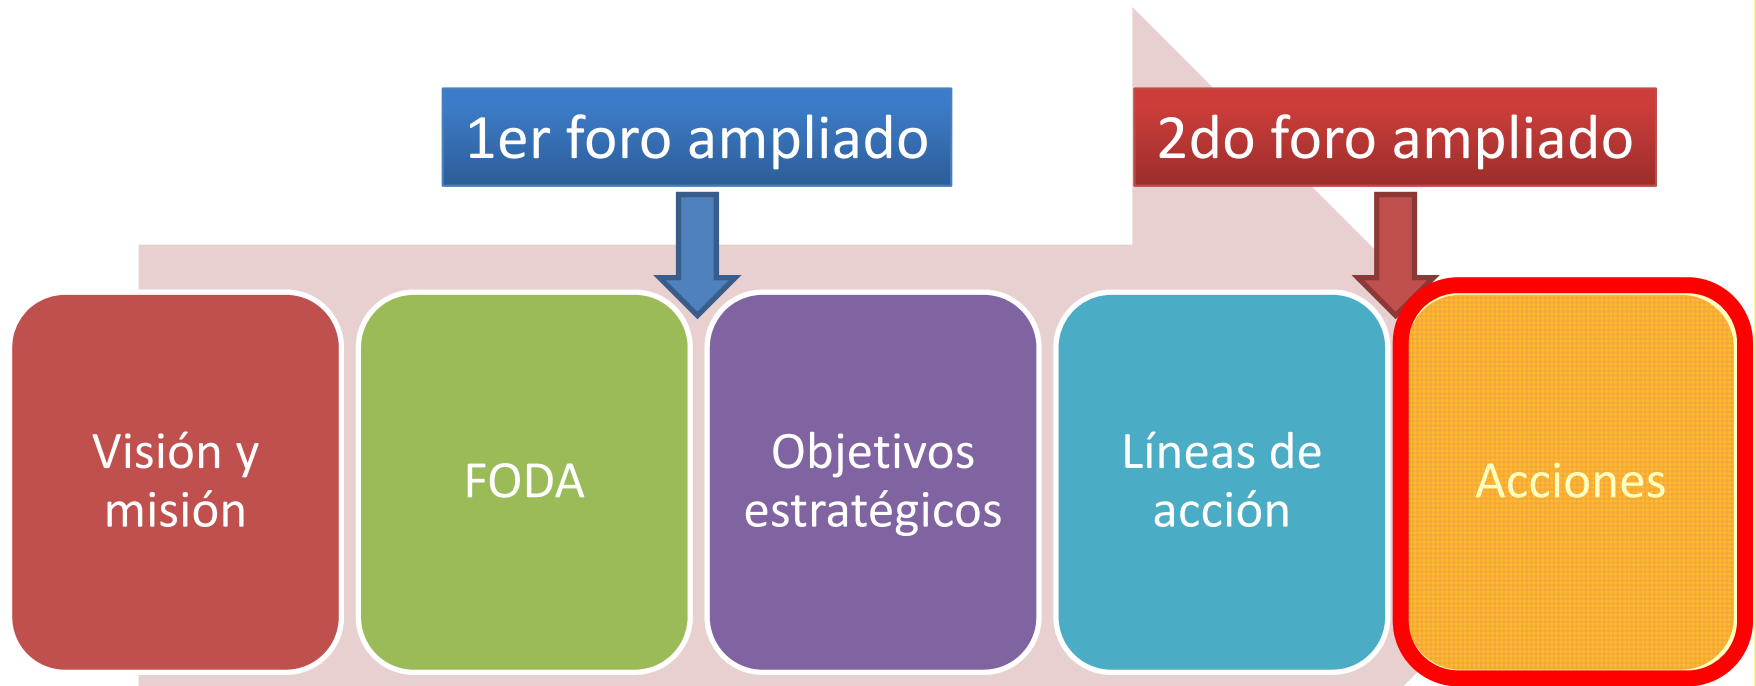 1er foro ampliado
2do foro ampliado
Visión y
misión
FODA
Objetivos
estratégicos
Líneas de
acción
Acciones